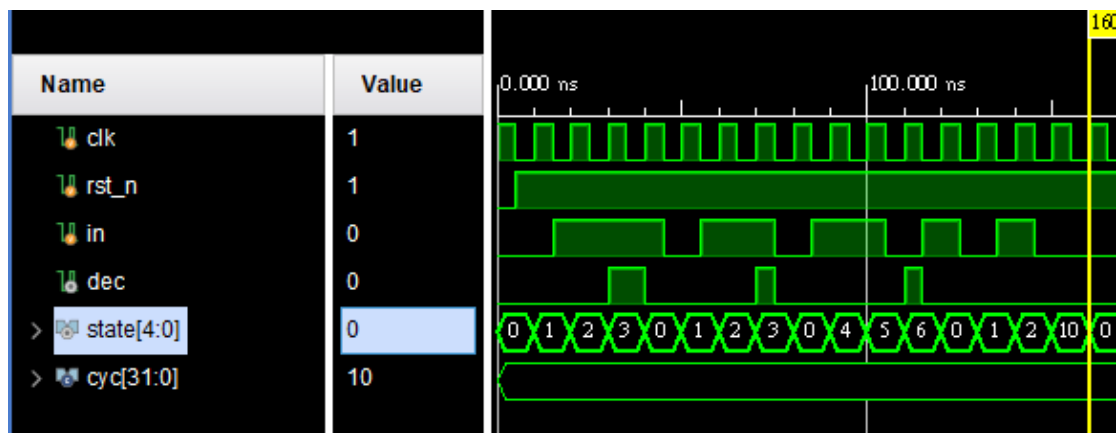 160
Name Value 0.000 ns 100.000 ns
clk 1
rst_n 1
in 0
dec 0
> state[4:0] 0 0 1 2 3 0 1 2 3 0 4 5 6 0 1 2 10 0
> cyc[31:0] 10